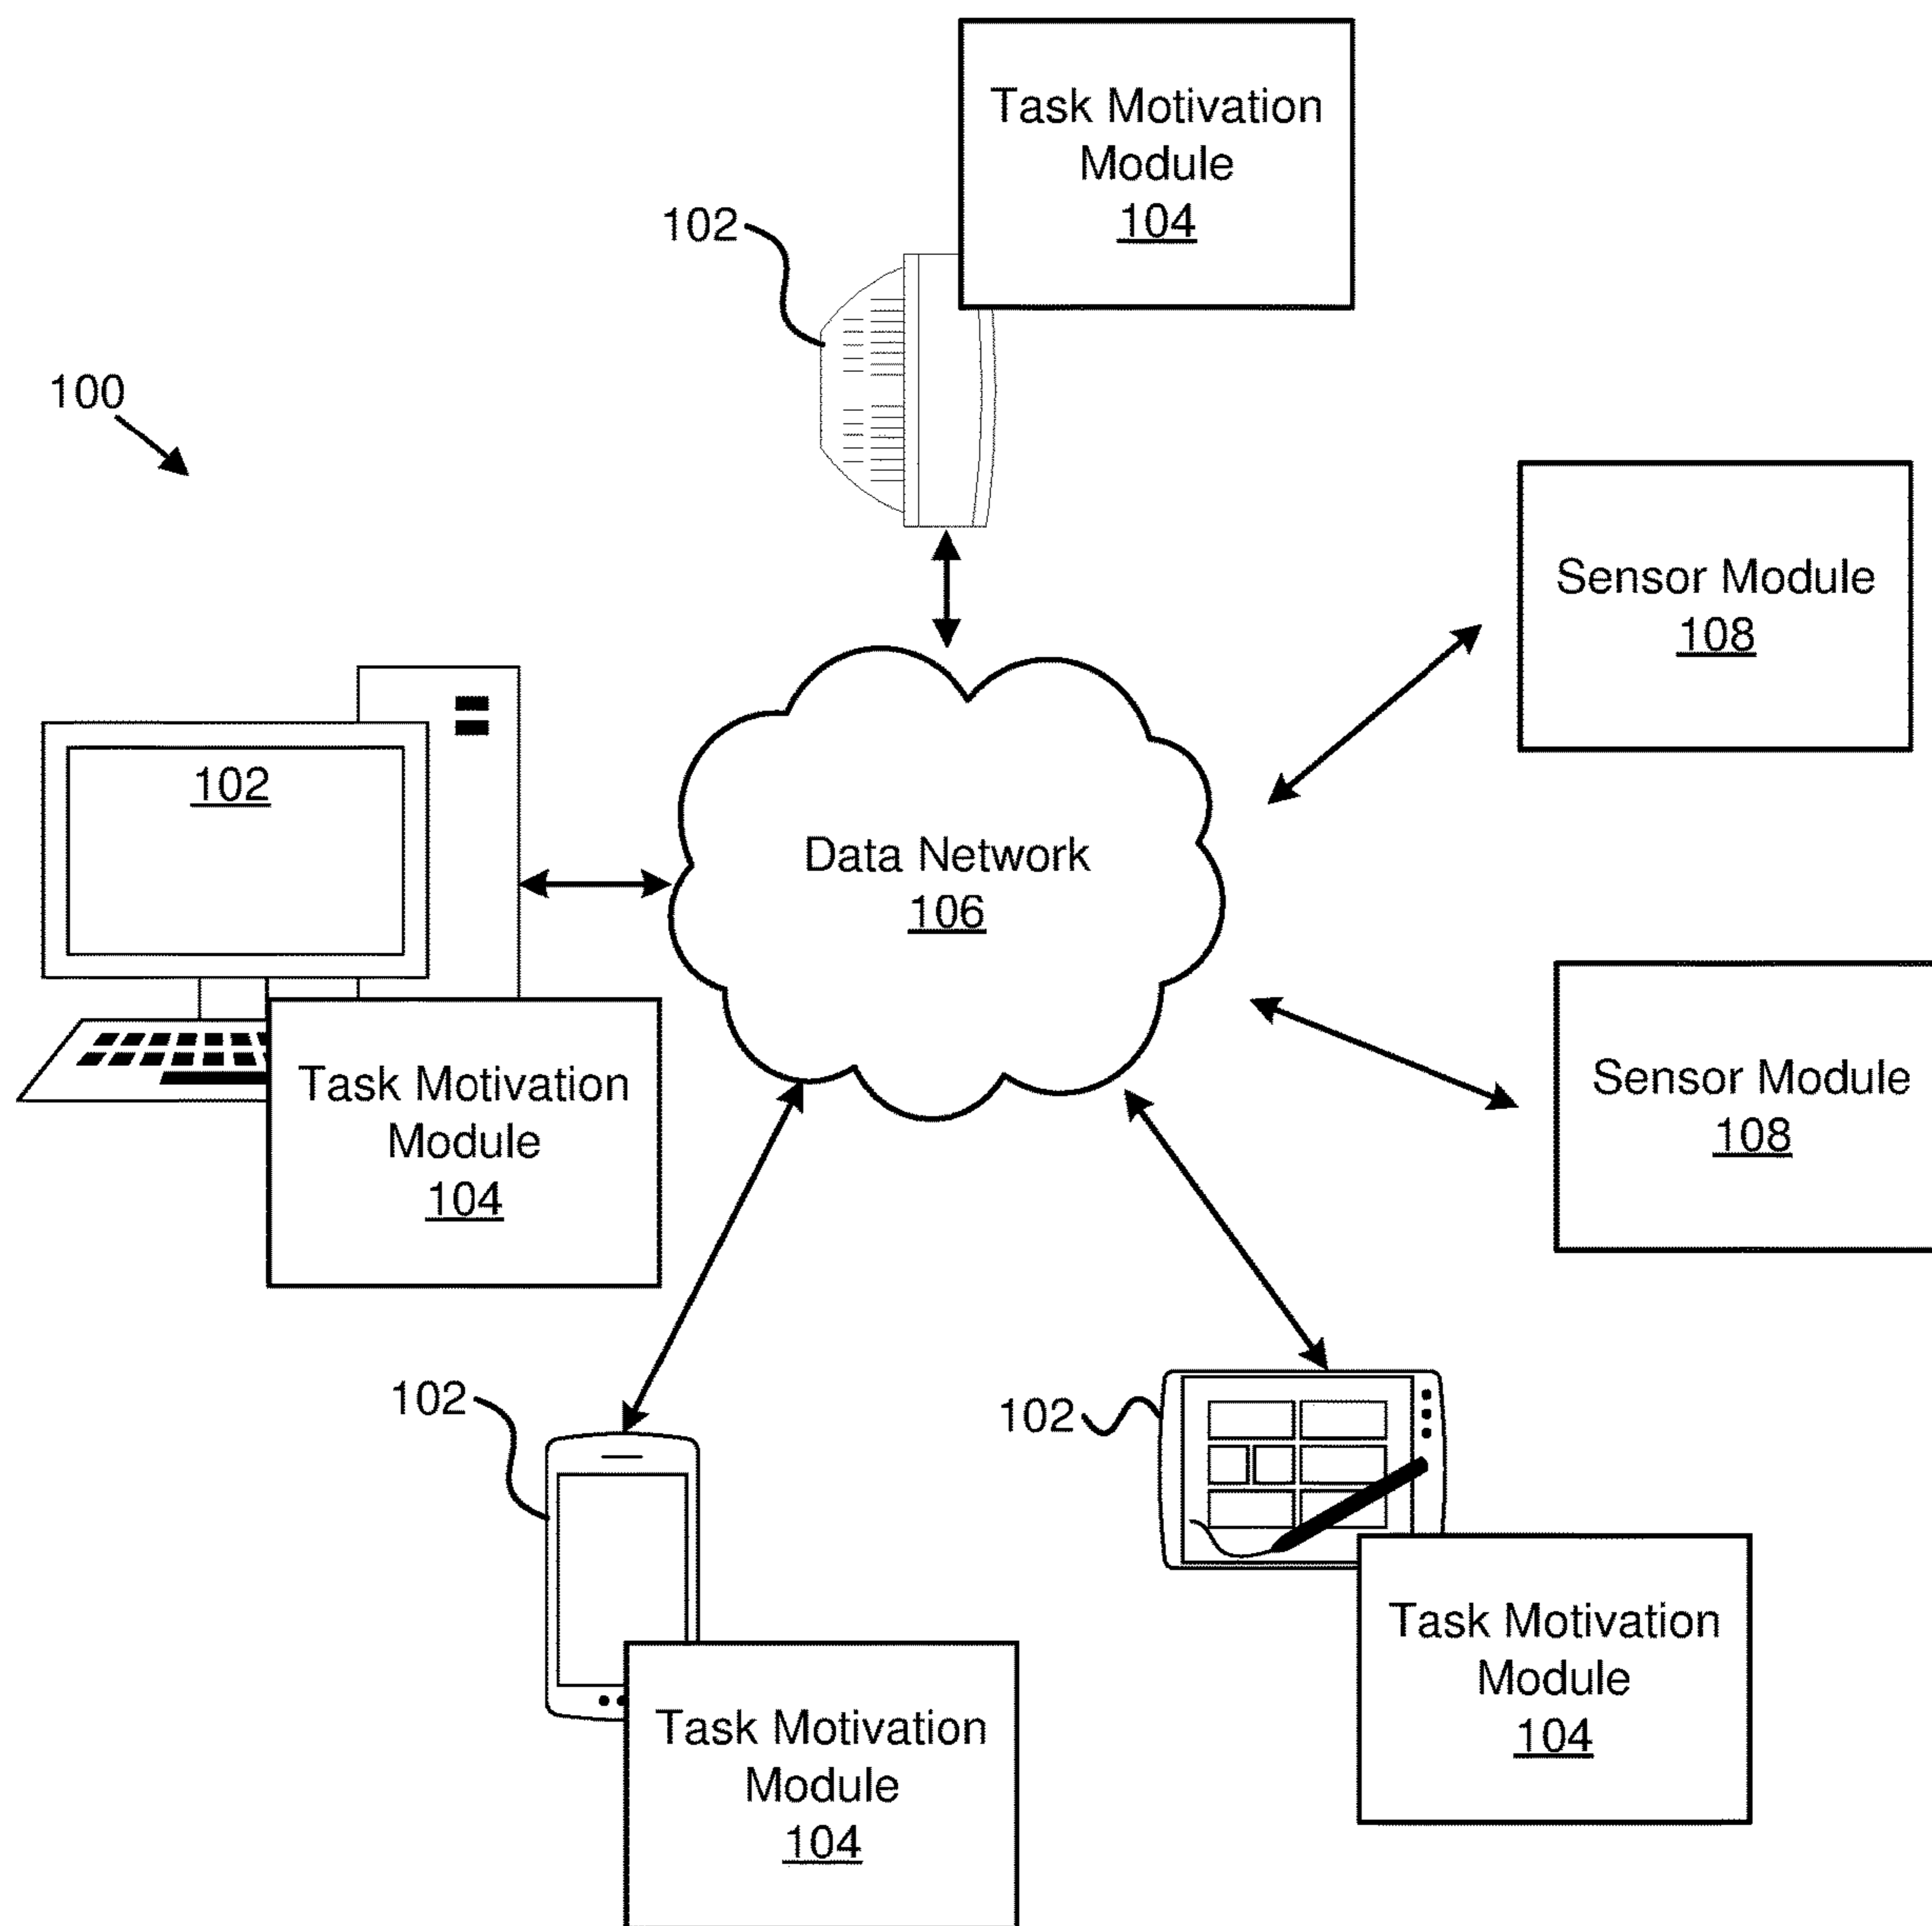 Task Motivation
Module
104
102
100
Sensor Module
108
102
Data Network
106
Sensor Module
108
Task Motivation
Module
104
102
102
Task Motivation
Module
104
Task Motivation
Module
104